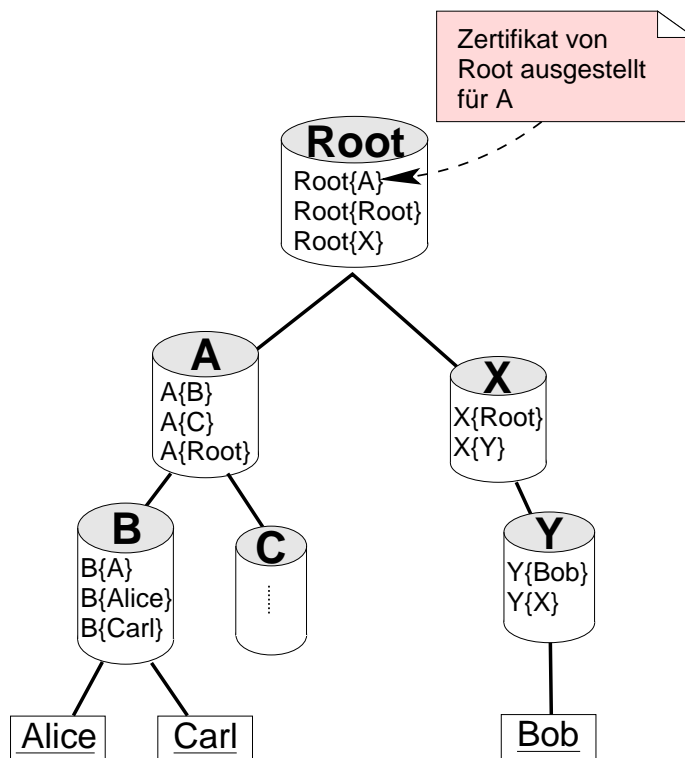 Zertifikat von
Root ausgestellt
für A
Root
Root{A}
Root{Root}
Root{X}
A
A{B}
A{C}
A{Root}
X
X{Root}
X{Y}
B
B{A}
B{Alice}
B{Carl}
C
........
Y
Y{Bob}
Y{X}
Alice
Carl
Bob